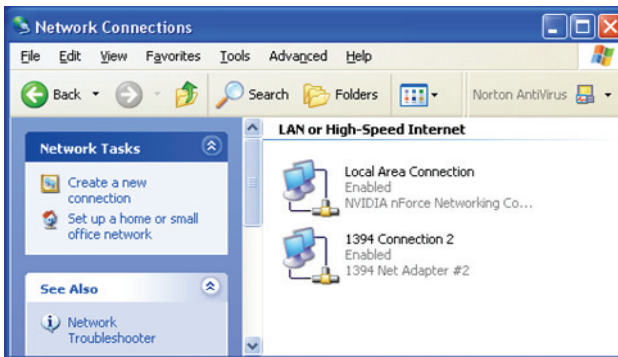 Network Connections
File Edit View Favorites Tools Advanced Help
Back Search Folders Norton AntiVirus
Network Tasks
Create a new
connection
Set up a home or small
office network
See Also
Network
Troubleshooter
LAN or High-Speed Internet
Local Area Connection
Enabled
NVIDIA nForce Networking Co...
1394 Connection 2
Enabled
1394 Net Adapter #2